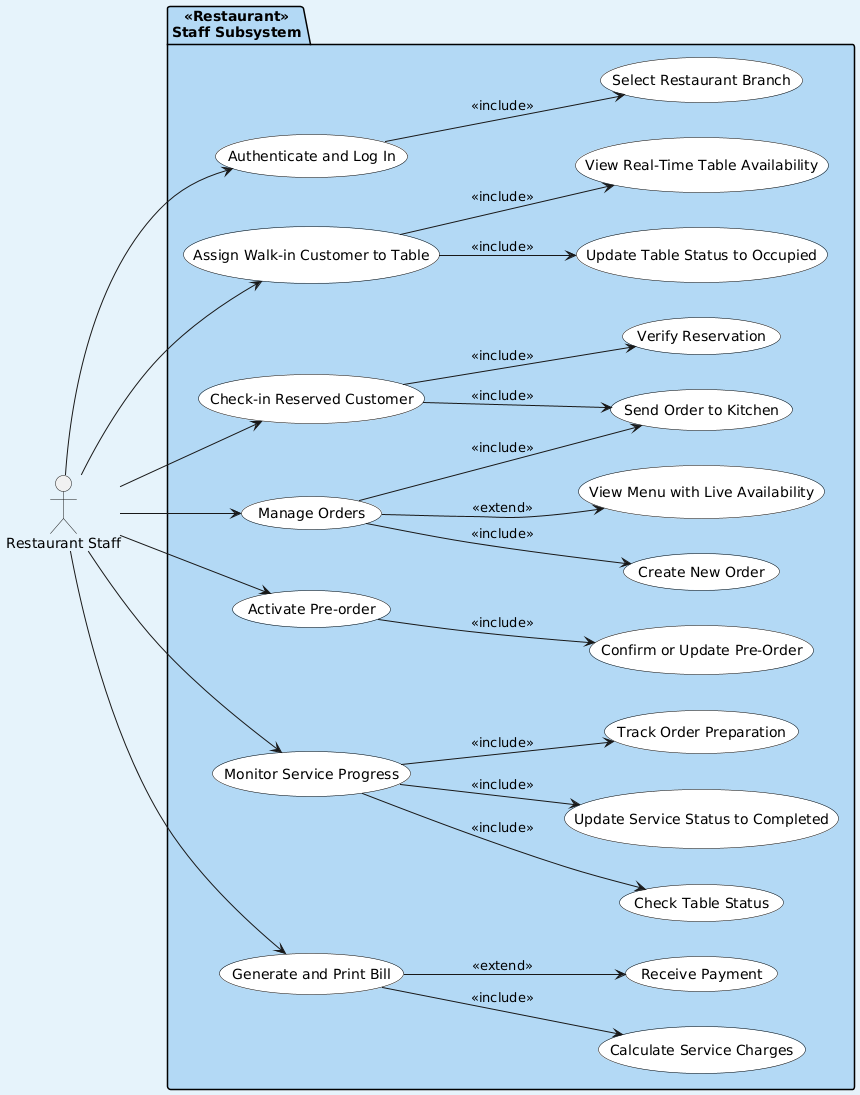 «Restaurant»
Staff Subsystem
Select Restaurant Branch
«include»
Authenticate and Log In
View Real-Time Table Availability
«include»
Assign Walk-in Customer to Table
«include»
Update Table Status to Occupied
Verify Reservation
«include»
Check-in Reserved Customer
«include»
Send Order to Kitchen
«include»
View Menu with Live Availability
«extend»
Manage Orders
«include»
Restaurant Staff
Create New Order
Activate Pre-order
«include»
Confirm or Update Pre-Order
Track Order Preparation
«include»
Monitor Service Progress
«include»
Update Service Status to Completed
«include»
Check Table Status
«extend»
Generate and Print Bill
Receive Payment
«include»
Calculate Service Charges